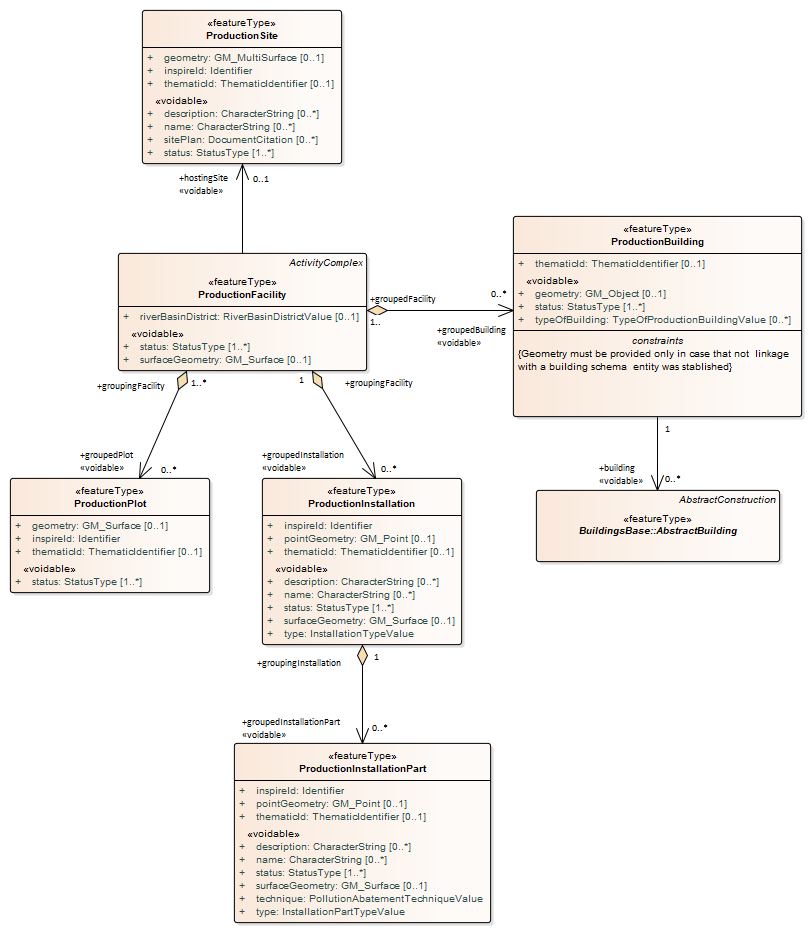 «featureType»
ProductionSite
+ geometry: GM_MultiSurface [0..1]
+ inspireId: Identifier
+ thematicId: ThematicIdentifier [0..1]
«voidable»
+ description: CharacterString [0..*]
+ name: CharacterString [0..*]
+ sitePlan: DocumentCitation [0..*]
+ status: StatusType [1..*]
+hostingSite 0..1
«voidable»
ActivityComplex
«featureType»
ProductionFacility
+ riverBasinDistrict: RiverBasinDistrictValue [0..1]
«voidable»
+ status: StatusType [1..*]
+ surfaceGeometry: GM_Surface [0..1]
+groupedFacility
1..
0..*
+groupedBuilding
«voidable»
«featureType»
ProductionBuilding
+ thematicId: ThematicIdentifier [0..1]
«voidable»
+ geometry: GM_Object [0..1]
+ status: StatusType [1..*]
+ typeOfBuilding: TypeOfProductionBuildingValue [0..*]
constraints
{Geometry must be provided only in case that not linkage
with a building schema entity was stablished}
1
+building
«voidable» 0..*
AbstractConstruction
«featureType»
BuildingsBase::AbstractBuilding
+groupingFacility 1..*
+groupedPlot
«voidable» 0..*
1 +groupingFacility
+groupedInstallation
«voidable» 0..*
«featureType»
ProductionPlot
+ geometry: GM_Surface [0..1]
+ inspireId: Identifier
+ thematicId: ThematicIdentifier [0..1]
«voidable»
+ status: StatusType [1..*]
«featureType»
ProductionInstallation
+ inspireId: Identifier
+ pointGeometry: GM_Point [0..1]
+ thematicId: ThematicIdentifier [0..1]
«voidable»
+ description: CharacterString [0..*]
+ name: CharacterString [0..*]
+ status: StatusType [1..*]
+ surfaceGeometry: GM_Surface [0..1]
+ type: InstallationTypeValue
+groupingInstallation 1
+groupedInstallationPart
«voidable» 0..*
«featureType»
ProductionInstallationPart
+ inspireId: Identifier
+ pointGeometry: GM_Point [0..1]
+ thematicId: ThematicIdentifier [0..1]
«voidable»
+ description: CharacterString [0..*]
+ name: CharacterString [0..*]
+ status: StatusType [1..*]
+ surfaceGeometry: GM_Surface [0..1]
+ technique: PollutionAbatementTechniqueValue
+ type: InstallationPartTypeValue